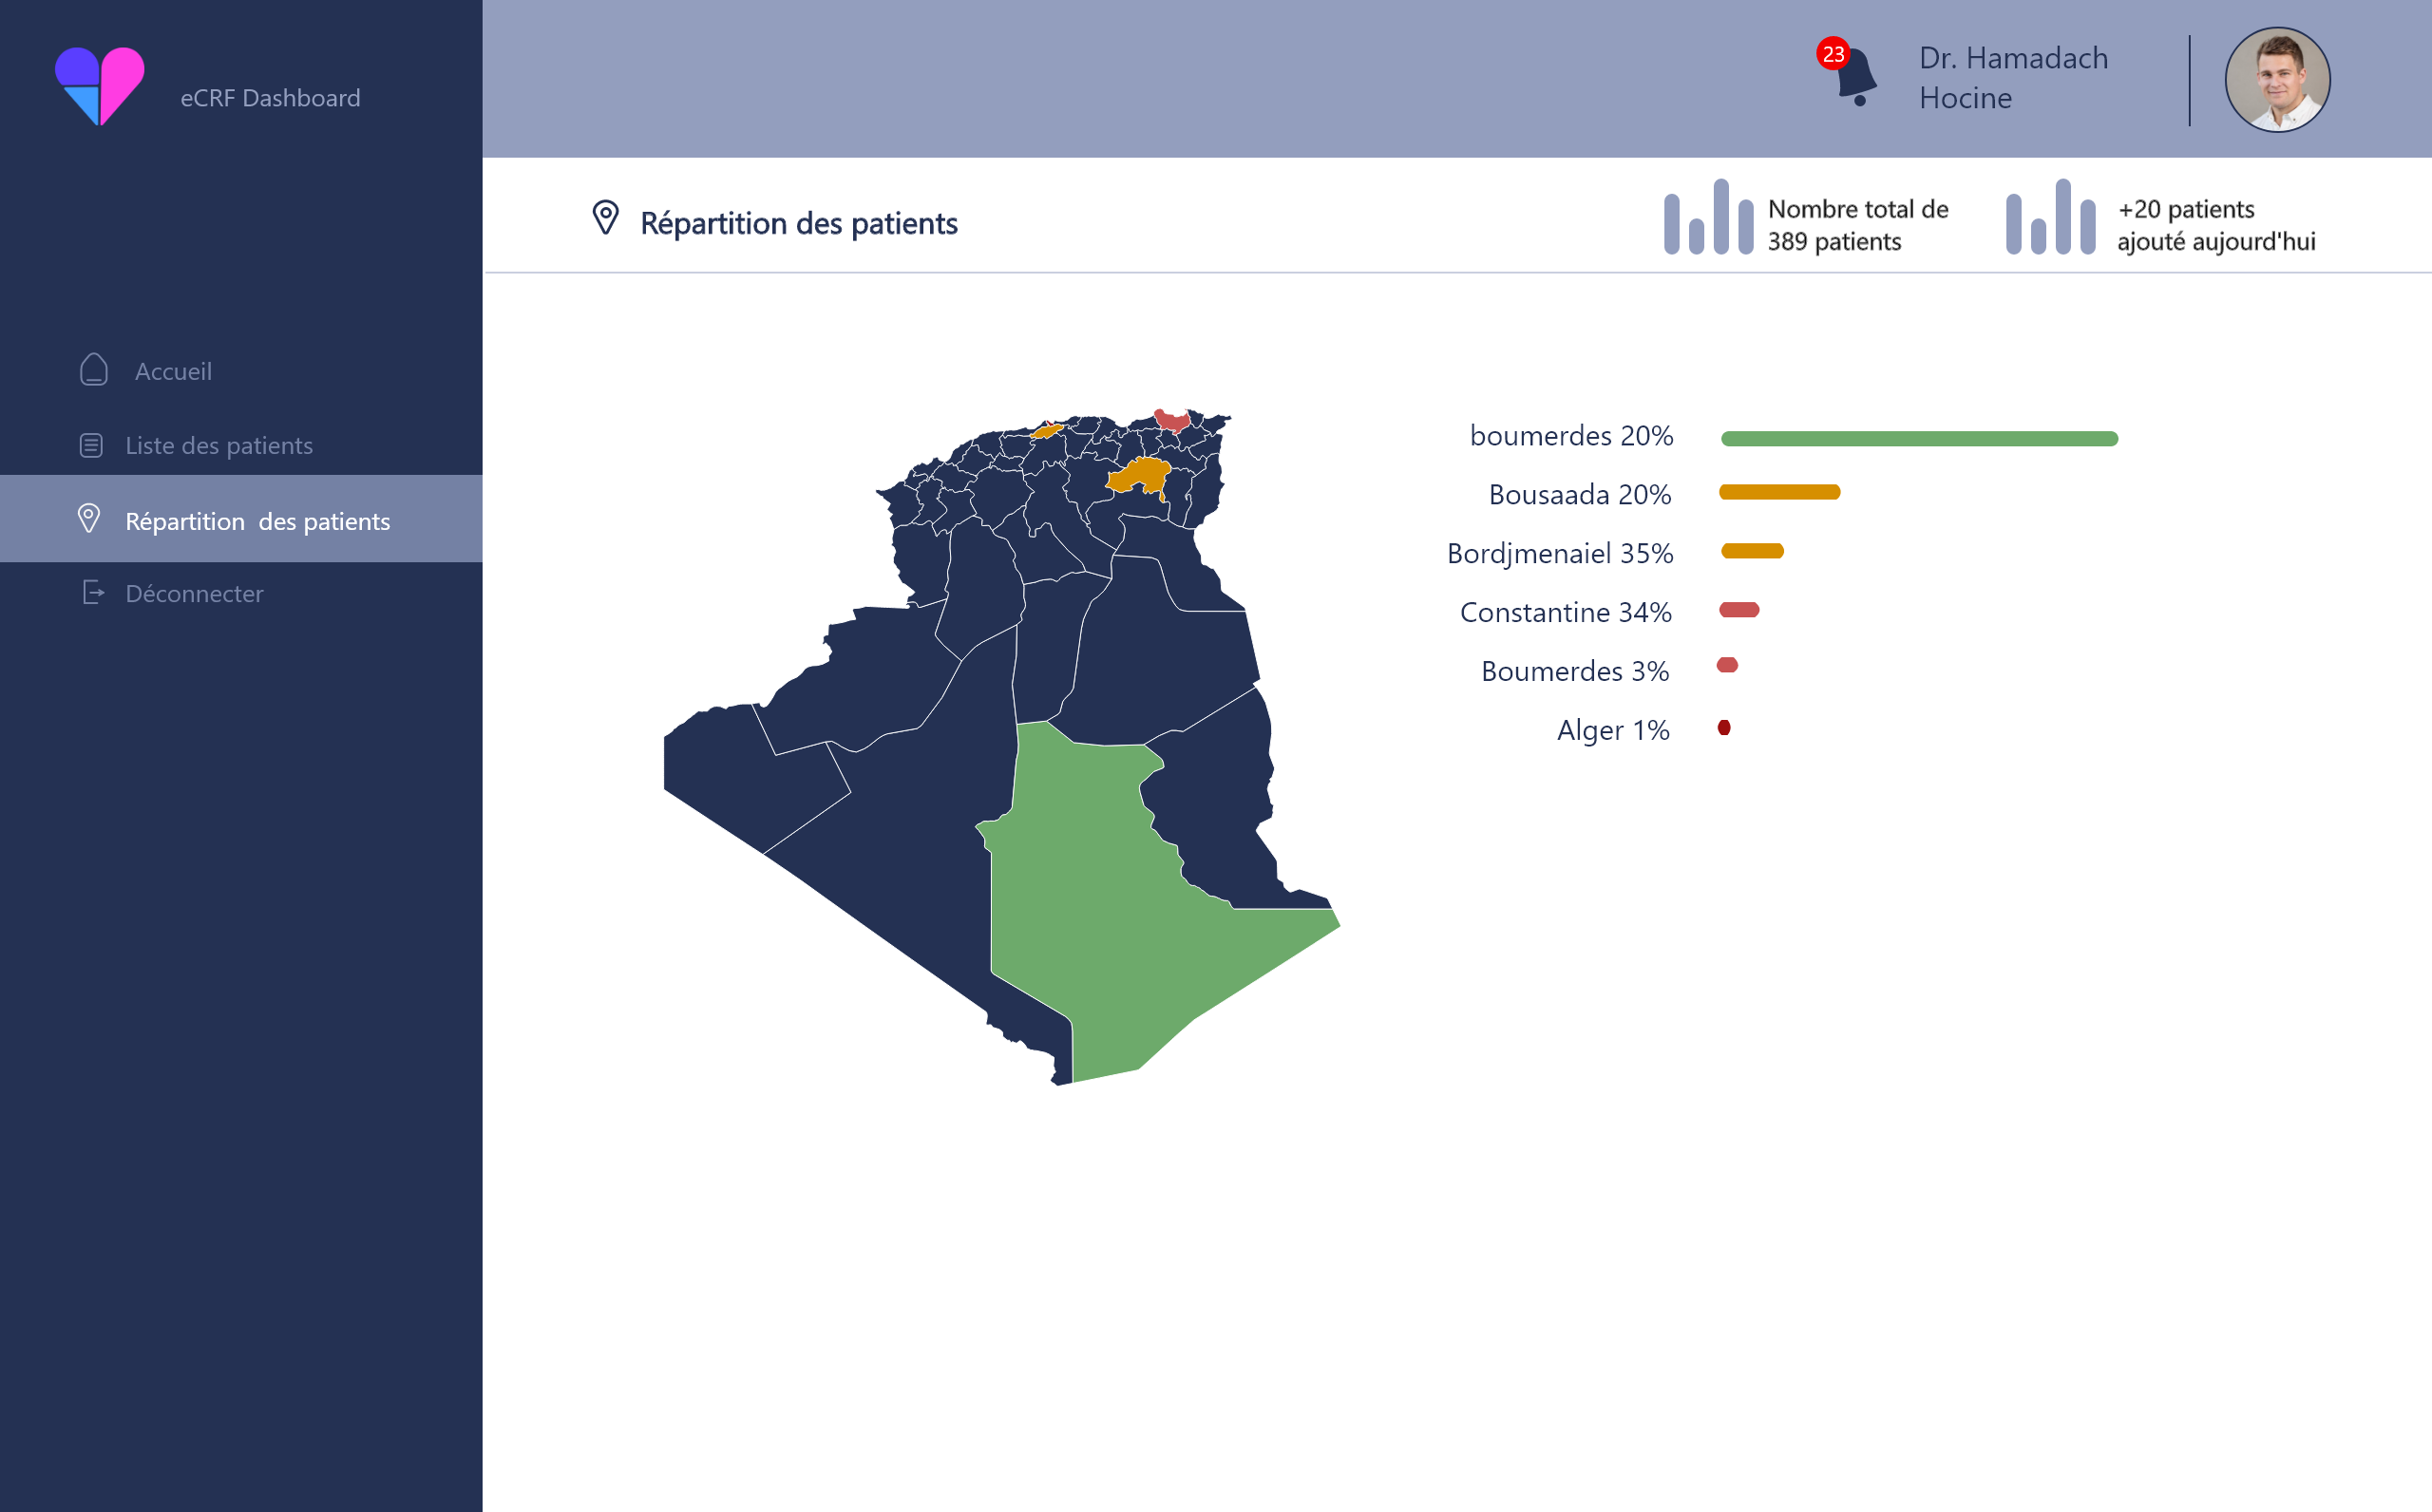 eCRF Dashboard
23
Dr. Hamadach
Hocine
Répartition des patients
Nombre total de
389 patients
+20 patients
ajouté aujourd'hui
Accueil
Liste des patients
Répartition  des patients
Déconnecter
boumerdes 20%
Bousaada 20%
Bordjmenaiel 35%
Constantine 34%
Boumerdes 3%
Alger 1%